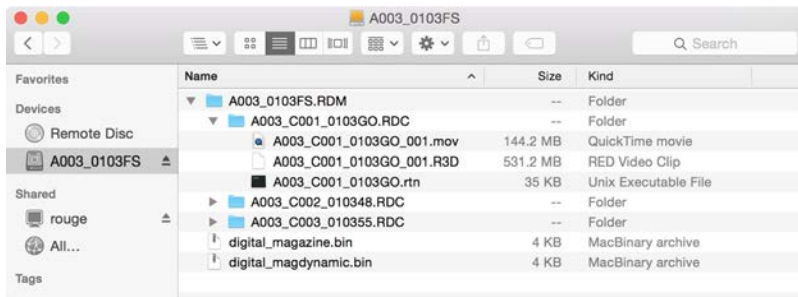 A003_0103FS
Search
Favorites
Devices
Remote Disc
A003_0103FS
Shared
rouge
All...
Tags
Name Size Kind
A003_0103FS.RDM -- Folder
A003_C001_0103GO.RDC -- Folder
A003_C001_0103GO_001.mov 144.2 MB QuickTime movie
A003_C001_0103GO_001.R3D 531.2 MB RED Video Clip
A003_C001_0103GO.rtn 35 KB Unix Executable File
A003_C002_010348.RDC -- Folder
A003_C003_010355.RDC -- Folder
digital_magazine.bin 4 KB MacBinary archive
digital_magdynamic.bin 4 KB MacBinary archive